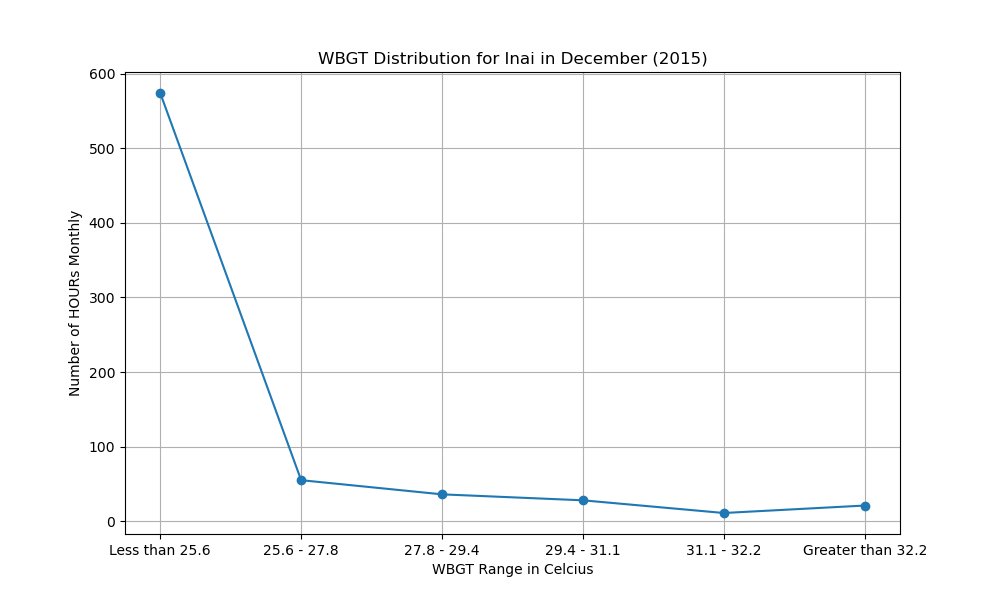 WBGT Distribution for Inai in December (2015)
Number of HOURs Monthly
600
500
400
300
200
100
0
Less than 25.6
25.6 - 27.8
27.8 - 29.4
29.4 - 31.1
31.1 - 32.2
Greater than 32.2
WBGT Range in Celcius